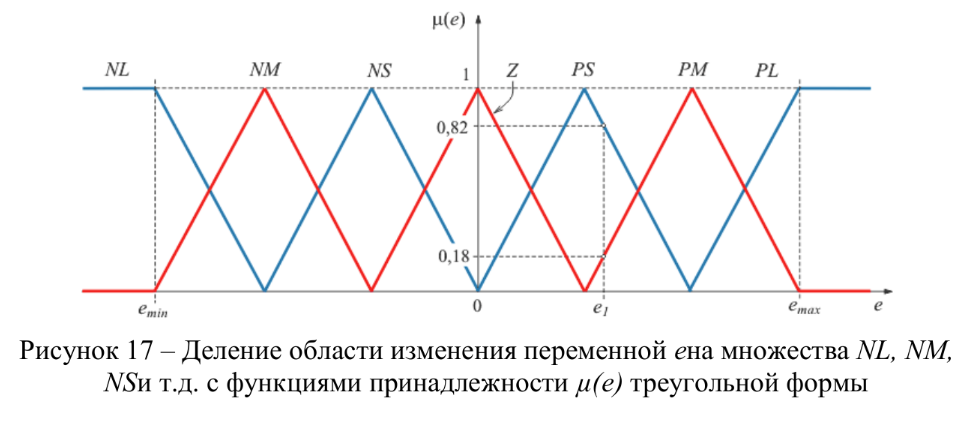 μ(e)
NL NM NS 1 Z PS PM PL
0,82
0,18
e_min 0 e_1 e_max e
Рисунок 17 – Деление области изменения переменной eна множества NL, NM,
NSи т.д. с функциями принадлежности μ(e) треугольной формы